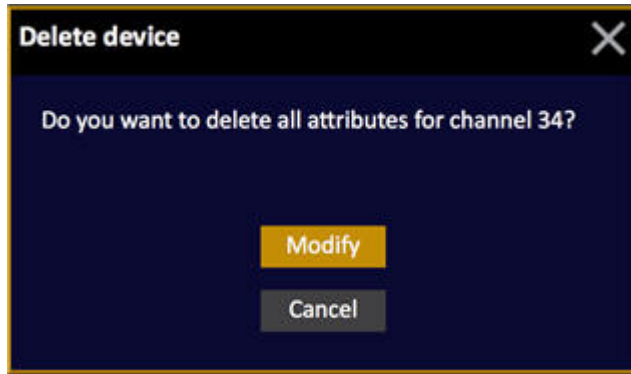 Delete device
Do you want to delete all attributes for channel 34?
Modify
Cancel